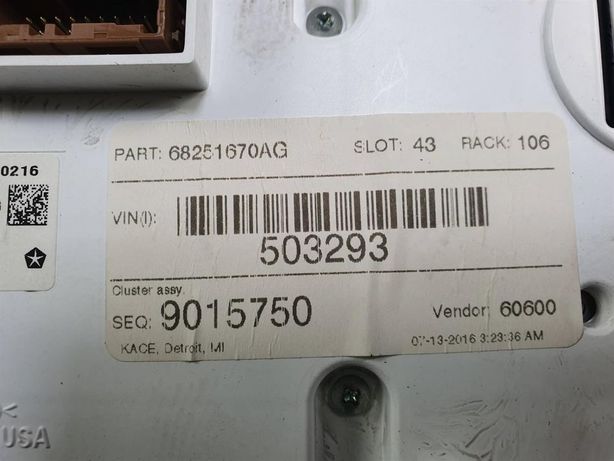 PART: 68251670AG SLOT: 43 RACK: 106
0216
VIN(I):
503293
Cluster assy.
SEQ: 9015750 Vendor: 60600
KACE, Detroit, MI 07-13-2016 3:23:36 AM
USA